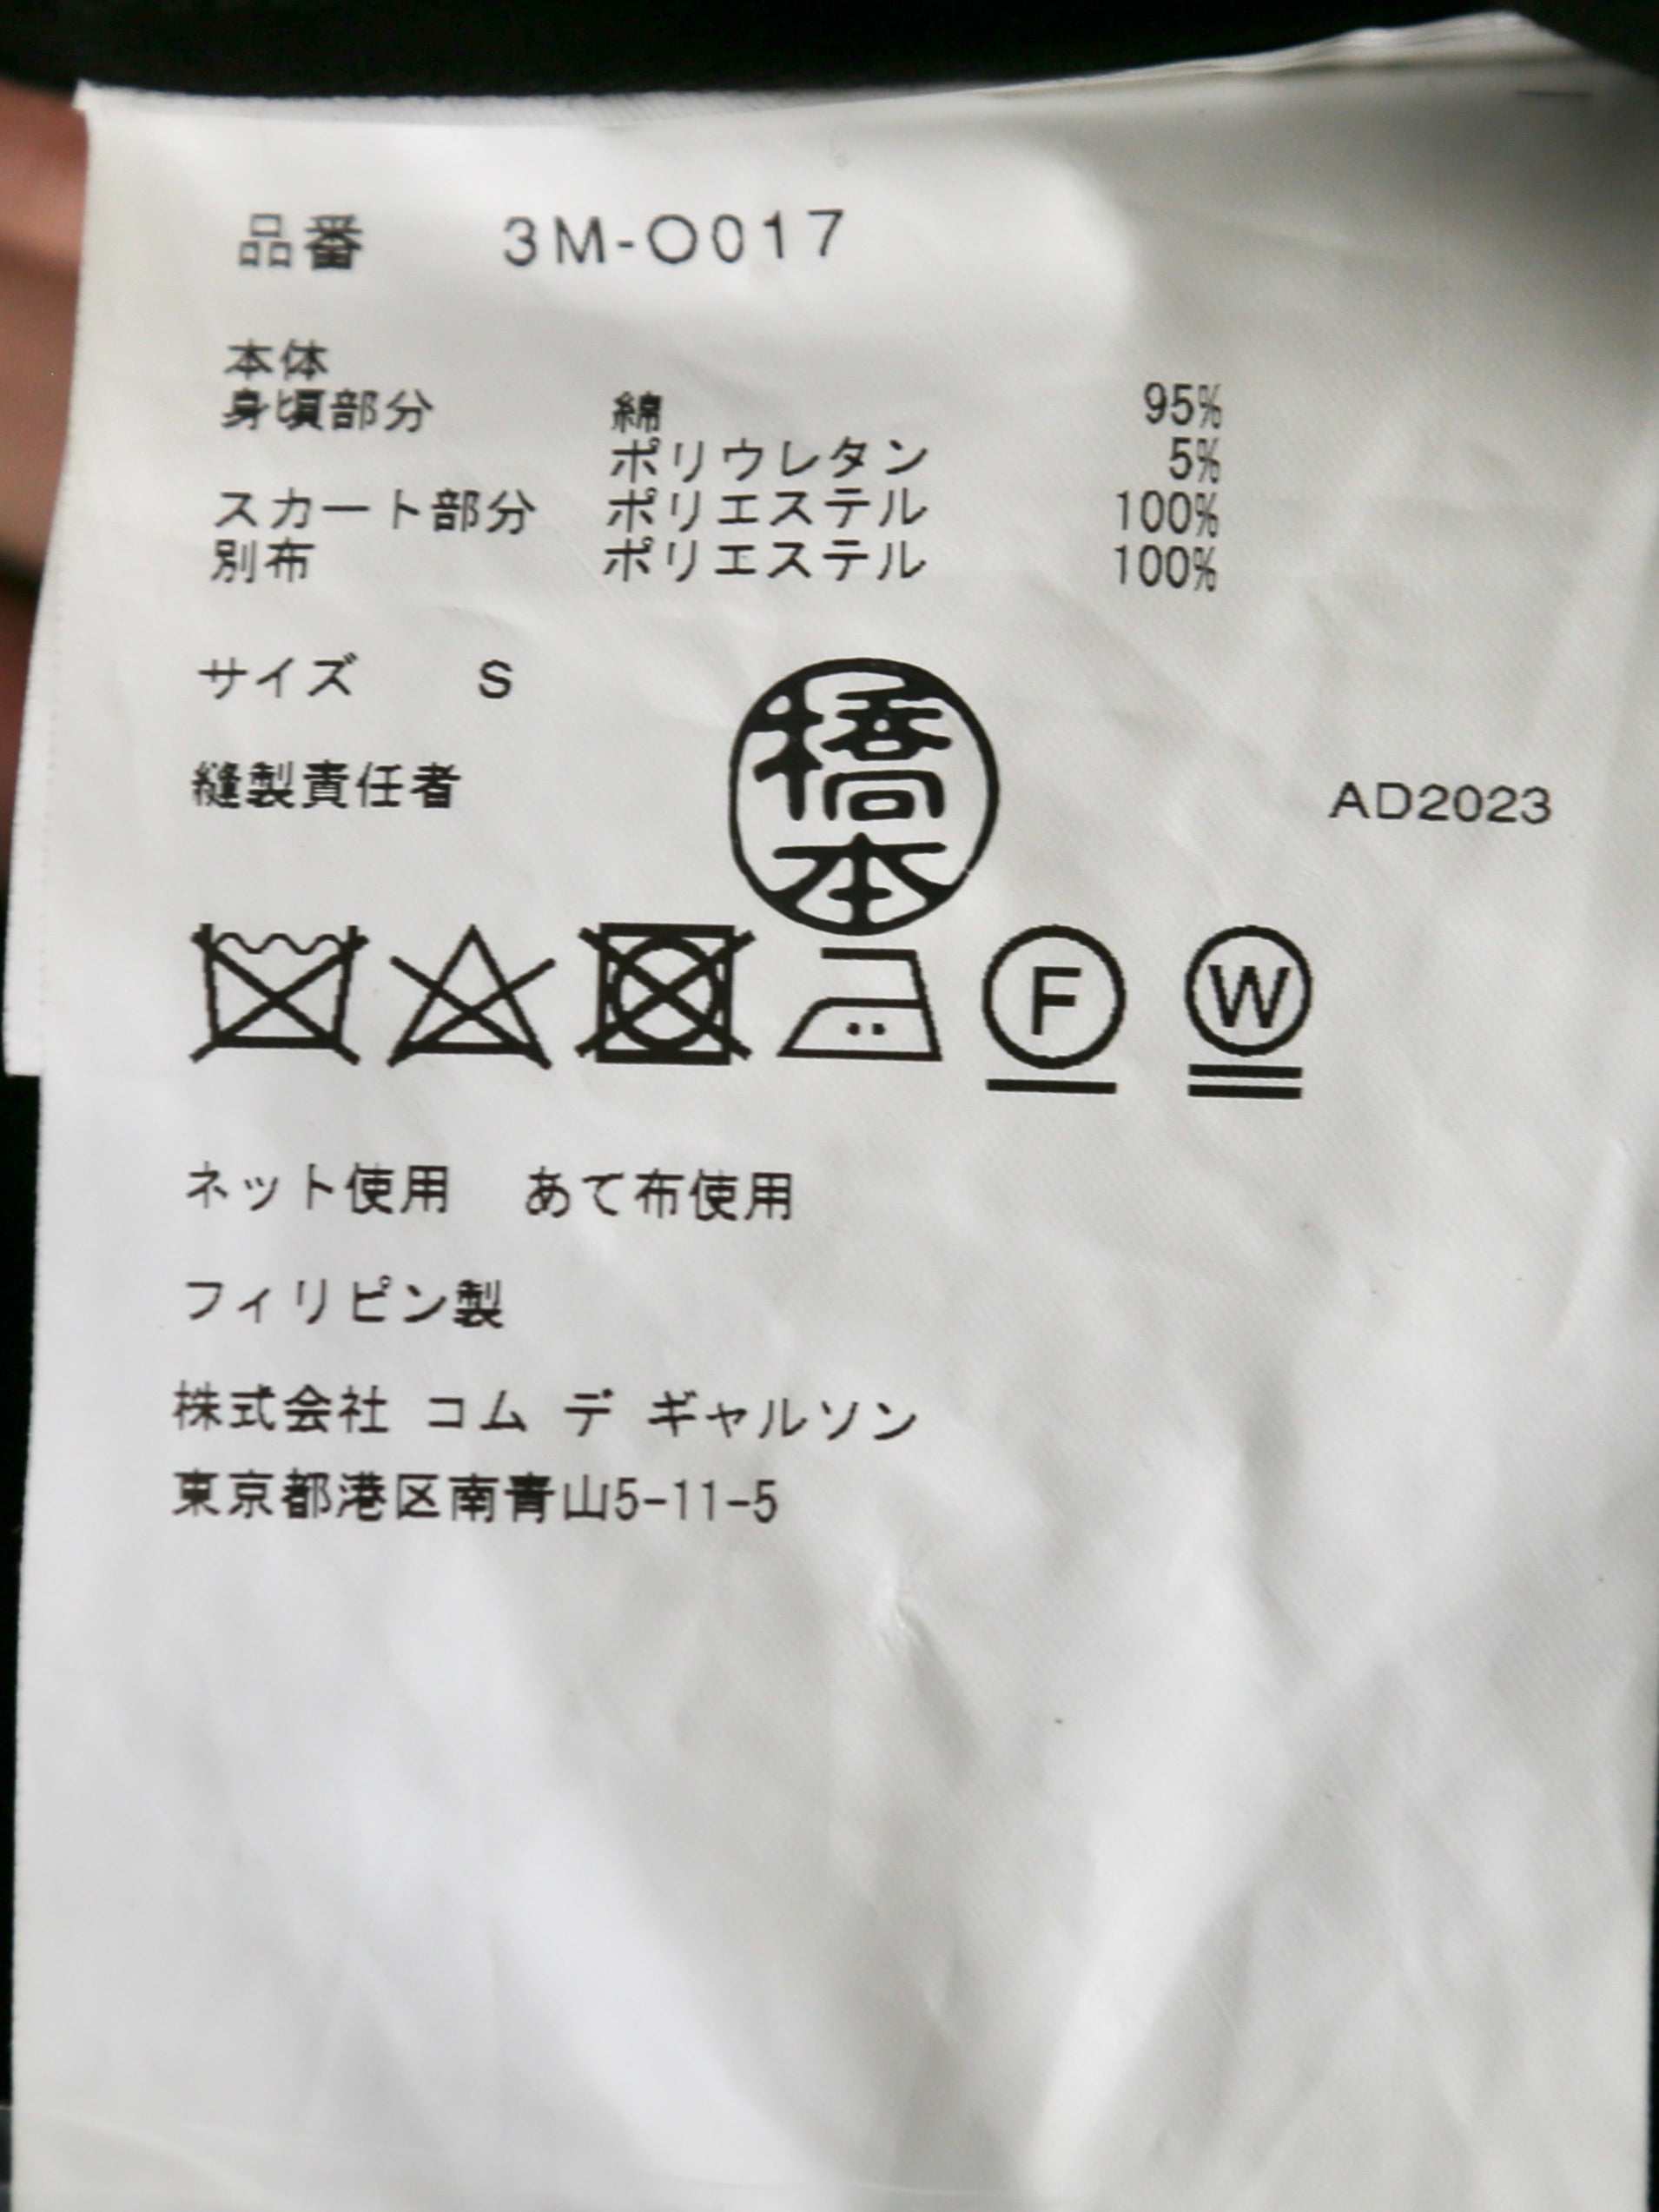 品番 3M-O017
本体
身頃部分 綿 95%
ポリウレタン 5%
スカート部分 ポリエステル 100%
別布 ポリエステル 100%
サイズ S
縫製責任者 橋本 AD2023
F W
ネット使用 あて布使用
フィリピン製
株式会社 コム デ ギャルソン
東京都港区南青山5-11-5